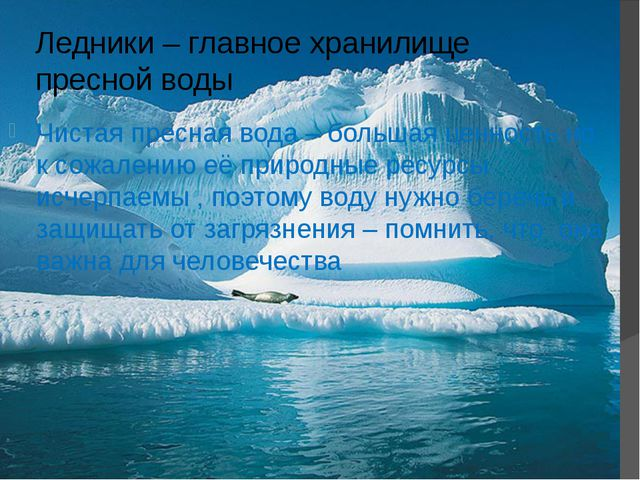 Ледники – главное хранилище
пресной воды
Чистая пресная вода – большая ценность но
к сожалению её природные ресурсы
исчерпаемы , поэтому воду нужно беречь и
защищать от загрязнения – помнить, что она
важна для человечества